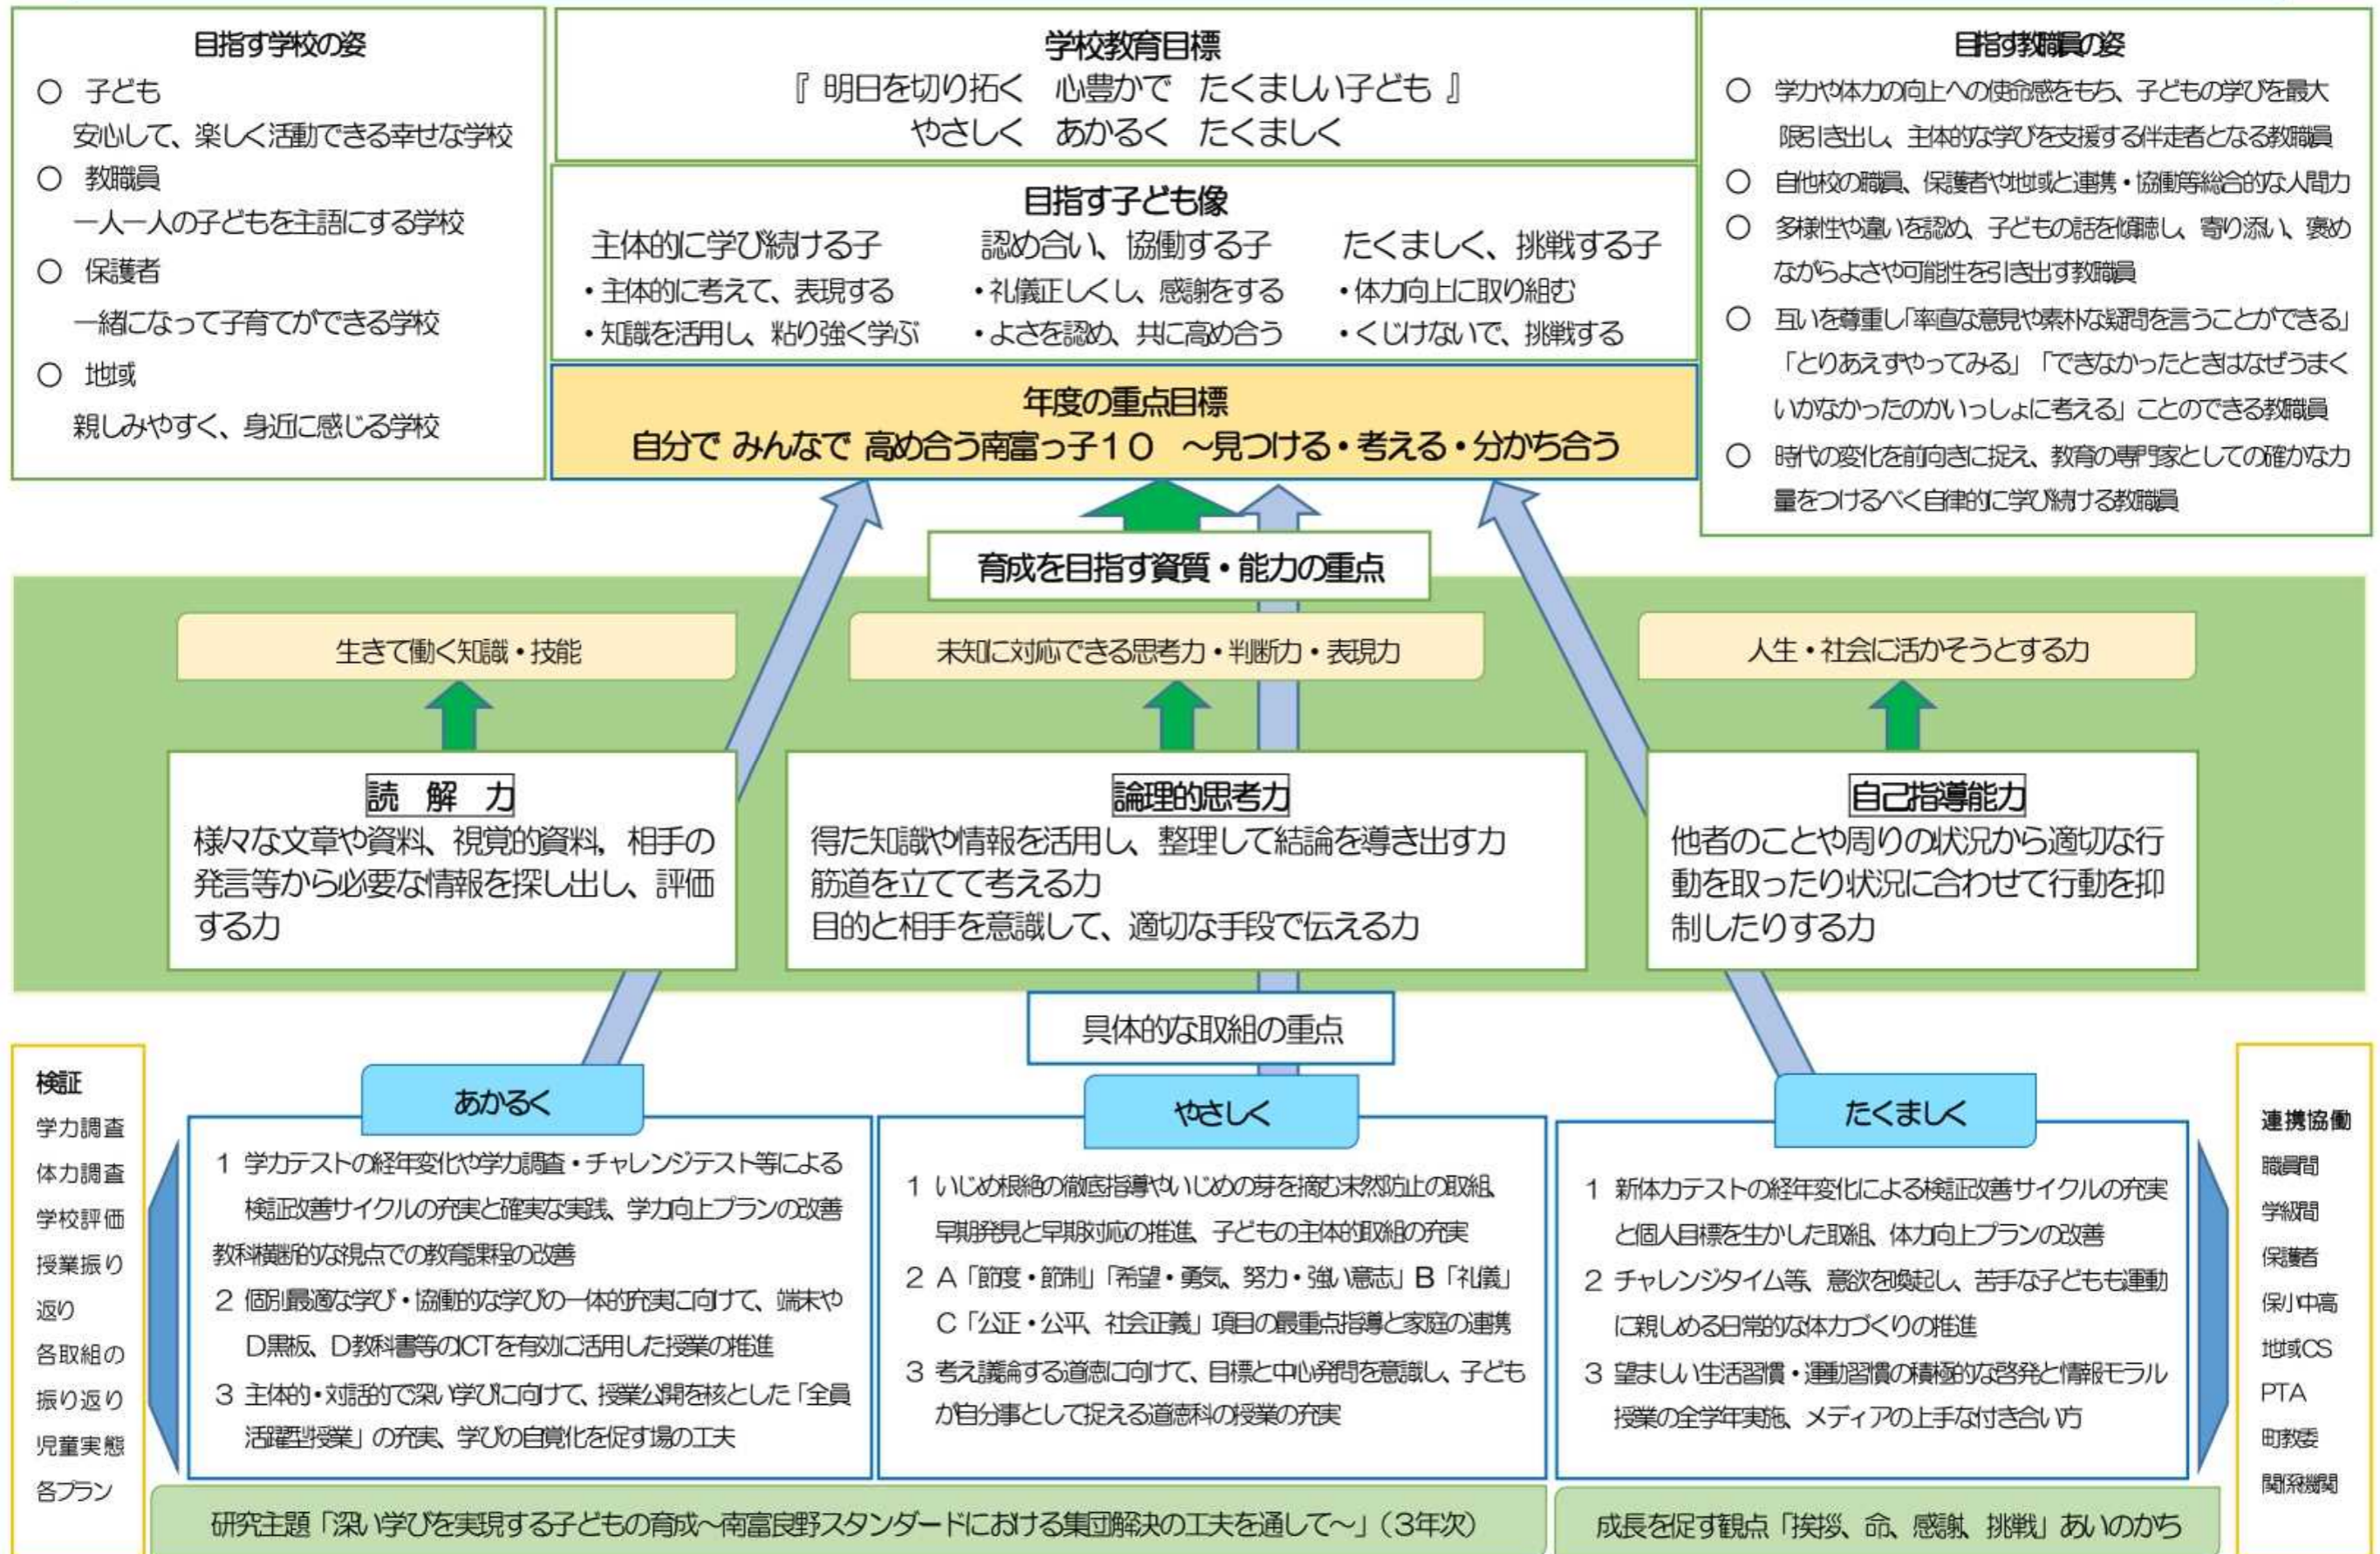 目指す学校の姿
○ 子ども
安心して、楽しく活動できる幸せな学校
○ 教職員
一人一人の子どもを主語にする学校
○ 保護者
一緒になって子育てができる学校
○ 地域
親しみやすく、身近に感じる学校
学校教育目標
『 明日を切り拓く 心豊かで たくましい子ども 』
やさしく あかるく たくましく
目指す子ども像
主体的に学び続ける子
・主体的に考えて、表現する
・知識を活用し、粘り強く学ぶ
認め合い、協働する子
・礼儀正しくし、感謝をする
・よさを認め、共に高め合う
たくましく、挑戦する子
・体力向上に取り組む
・くじけないで、挑戦する
年度の重点目標
自分で みんなで 高め合う南富っ子10 ～見つける・考える・分かち合う
目指す教職員の姿
○ 学力や体力の向上への使命感をもち、子どもの学びを最大
限引き出し、主体的な学びを支援する伴走者となる教職員
○ 自他校の職員、保護者や地域と連携・協働等総合的な人間力
○ 多様性や違いを認め、子どもの話を傾聴し、寄り添い、褒め
ながらよさや可能性を引き出す教職員
○ 互いを尊重し「率直な意見や素朴な疑問を言うことができる」
「とりあえずやってみる」「できなかったときはなぜうまく
いかなかったのかいっしょに考える」ことのできる教職員
○ 時代の変化を前向きに捉え、教育の専門家としての確かな力
量をつけるべく自律的に学び続ける教職員
育成を目指す資質・能力の重点
生きて働く知識・技能
未知に対応できる思考力・判断力・表現力
人生・社会に活かそうとする力
読 解 力
様々な文章や資料、視覚的資料，相手の
発言等から必要な情報を探し出し、評価
する力
論理的思考力
得た知識や情報を活用し、整理して結論を導き出す力
筋道を立てて考える力
目的と相手を意識して、適切な手段で伝える力
自己指導能力
他者のことや周りの状況から適切な行
動を取ったり状況に合わせて行動を抑
制したりする力
具体的な取組の重点
検証
学力調査
体力調査
学校評価
授業振り
返り
各取組の
振り返り
児童実態
各プラン
あかるく
1 学力テストの経年変化や学力調査・チャレンジテスト等による
検証改善サイクルの充実と確実な実践、学力向上プランの改善
教科横断的な視点での教育課程の改善
2 個別最適な学び・協働的な学びの一体的充実に向けて、端末や
D黒板、D教科書等のICTを有効に活用した授業の推進
3 主体的・対話的で深い学びに向けて、授業公開を核とした「全員
活躍型授業」の充実、学びの自覚化を促す場の工夫
やさしく
1 いじめ根絶の徹底指導やいじめの芽を摘む未然防止の取組、
早期発見と早期対応の推進、子どもの主体的取組の充実
2 A「節度・節制」「希望・勇気、努力・強い意志」B「礼儀」
C「公正・公平、社会正義」項目の最重点指導と家庭の連携
3 考え議論する道徳に向けて、目標と中心発問を意識し、子ども
が自分事として捉える道徳科の授業の充実
たくましく
1 新体力テストの経年変化による検証改善サイクルの充実
と個人目標を生かした取組、体力向上プランの改善
2 チャレンジタイム等、意欲を喚起し、苦手な子どもも運動
に親しめる日常的な体力づくりの推進
3 望ましい生活習慣・運動習慣の積極的な啓発と情報モラル
授業の全学年実施、メディアの上手な付き合い方
連携協働
職員間
学級間
保護者
保小中高
地域CS
PTA
町教委
関係機関
研究主題「深い学びを実現する子どもの育成～南富良野スタンダードにおける集団解決の工夫を通して～」（3年次）
成長を促す観点「挨拶、命、感謝、挑戦」あいのかち